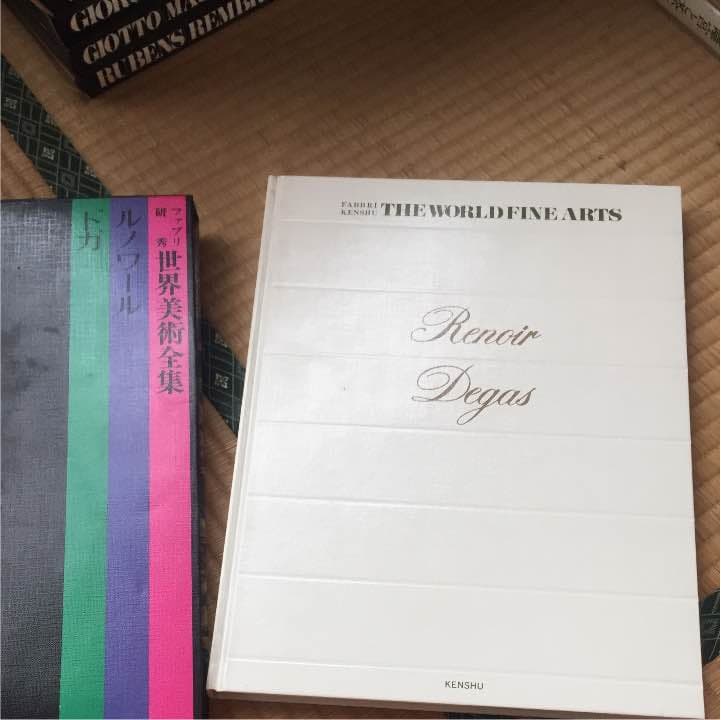 GIOTTO MA
RUBENS REMBR
ファブリ
研秀
世界美術全集
ルノワール
ドガ
FABBRI
KENSHU
THE WORLD FINE ARTS
Renoir
Degas
KENSHU